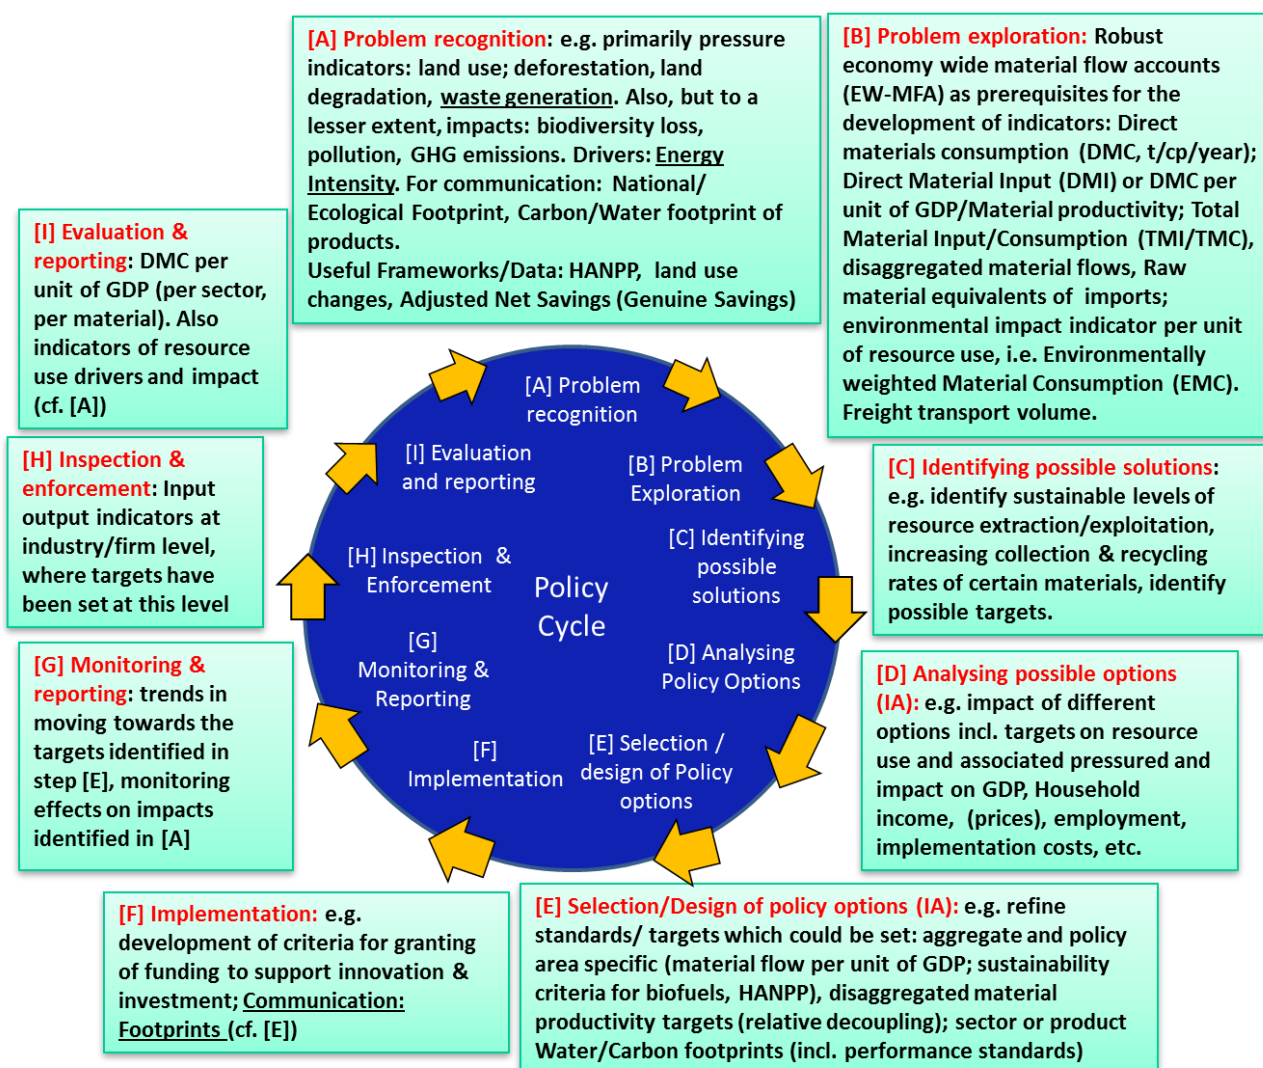 [A] Problem recognition: e.g. primarily pressure
indicators: land use; deforestation, land
degradation, waste generation. Also, but to a
lesser extent, impacts: biodiversity loss,
pollution, GHG emissions. Drivers: Energy
Intensity. For communication: National/
Ecological Footprint, Carbon/Water footprint of
products.
Useful Frameworks/Data: HANPP, land use
changes, Adjusted Net Savings (Genuine Savings)
[B] Problem exploration: Robust
economy wide material flow accounts
(EW-MFA) as prerequisites for the
development of indicators: Direct
materials consumption (DMC, t/cp/year);
Direct Material Input (DMI) or DMC per
unit of GDP/Material productivity; Total
Material Input/Consumption (TMI/TMC),
disaggregated material flows, Raw
material equivalents of imports;
environmental impact indicator per unit
of resource use, i.e. Environmentally
weighted Material Consumption (EMC).
Freight transport volume.
[C] Identifying possible solutions:
e.g. identify sustainable levels of
resource extraction/exploitation,
increasing collection & recycling
rates of certain materials, identify
possible targets.
[D] Analysing possible options
(IA): e.g. impact of different
options incl. targets on resource
use and associated pressured and
impact on GDP, Household
income, (prices), employment,
implementation costs, etc.
[E] Selection/Design of policy options (IA): e.g. refine
standards/ targets which could be set: aggregate and policy
area specific (material flow per unit of GDP; sustainability
criteria for biofuels, HANPP), disaggregated material
productivity targets (relative decoupling); sector or product
Water/Carbon footprints (incl. performance standards)
[F] Implementation: e.g.
development of criteria for granting
of funding to support innovation &
investment; Communication:
Footprints (cf. [E])
[G] Monitoring &
reporting: trends in
moving towards the
targets identified in
step [E], monitoring
effects on impacts
identified in [A]
[H] Inspection &
enforcement: Input
output indicators at
industry/firm level,
where targets have
been set at this level
[I] Evaluation &
reporting: DMC per
unit of GDP (per sector,
per material). Also
indicators of resource
use drivers and impact
(cf. [A])
[A] Problem
recognition
[B] Problem
Exploration
[C] Identifying
possible
solutions
[D] Analysing
Policy Options
[E] Selection /
design of Policy
options
[F]
Implementation
[G]
Monitoring &
Reporting
[H] Inspection &
Enforcement
[I] Evaluation
and reporting
Policy
Cycle